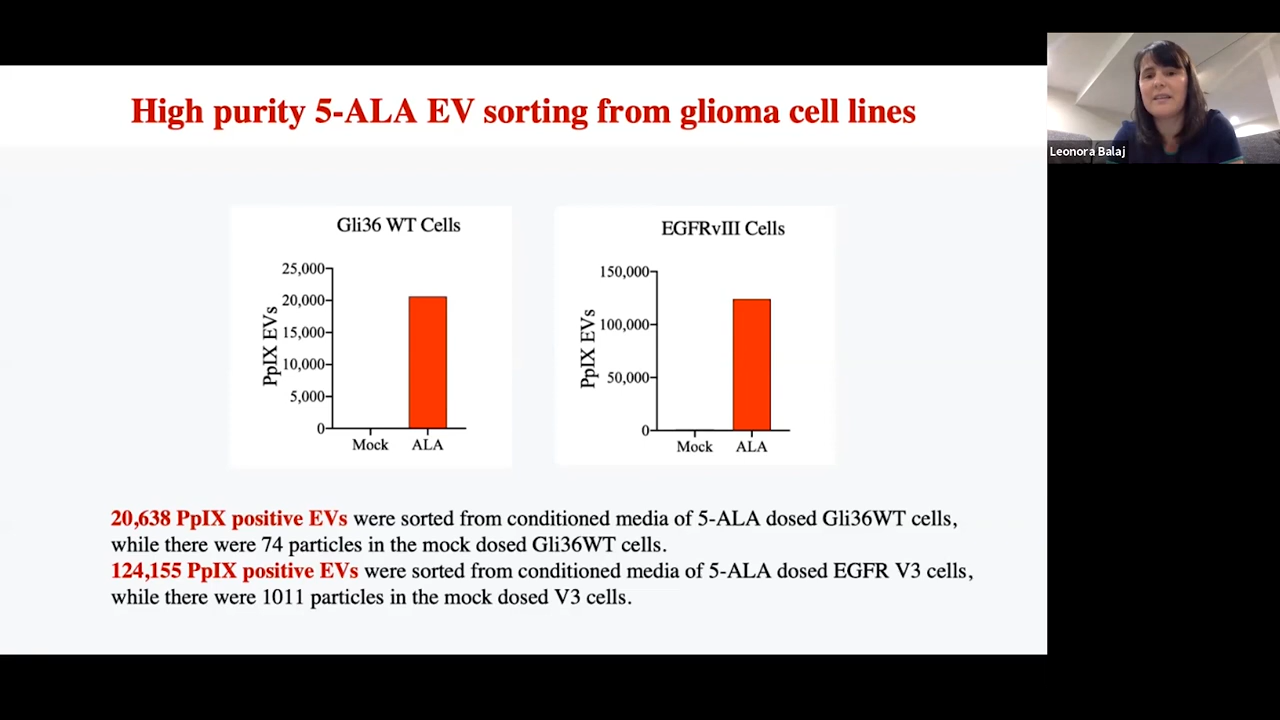 High purity 5-ALA EV sorting from glioma cell lines
Leonora Balaj
Gli36 WT Cells
25,000
20,000
15,000
10,000
5,000
0
PpIX EVs
Mock
ALA
EGFRvIII Cells
150,000
100,000
50,000
0
PpIX EVs
Mock
ALA
20,638 PpIX positive EVs were sorted from conditioned media of 5-ALA dosed Gli36WT cells,
while there were 74 particles in the mock dosed Gli36WT cells.
124,155 PpIX positive EVs were sorted from conditioned media of 5-ALA dosed EGFR V3 cells,
while there were 1011 particles in the mock dosed V3 cells.